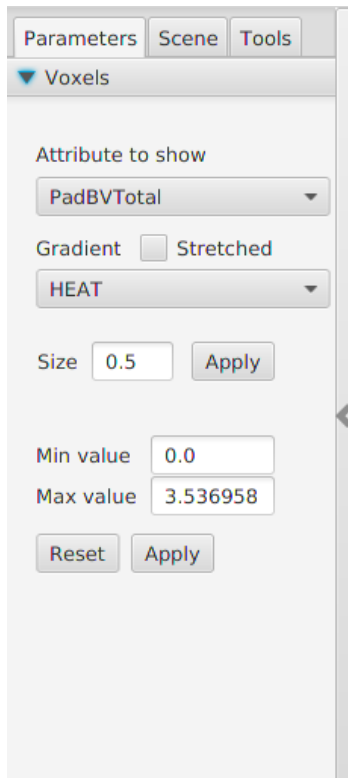 Parameters Scene Tools
Voxels
Attribute to show
PadBVTotal
Gradient Stretched
HEAT
Size 0.5 Apply
Min value 0.0
Max value 3.536958
Reset Apply